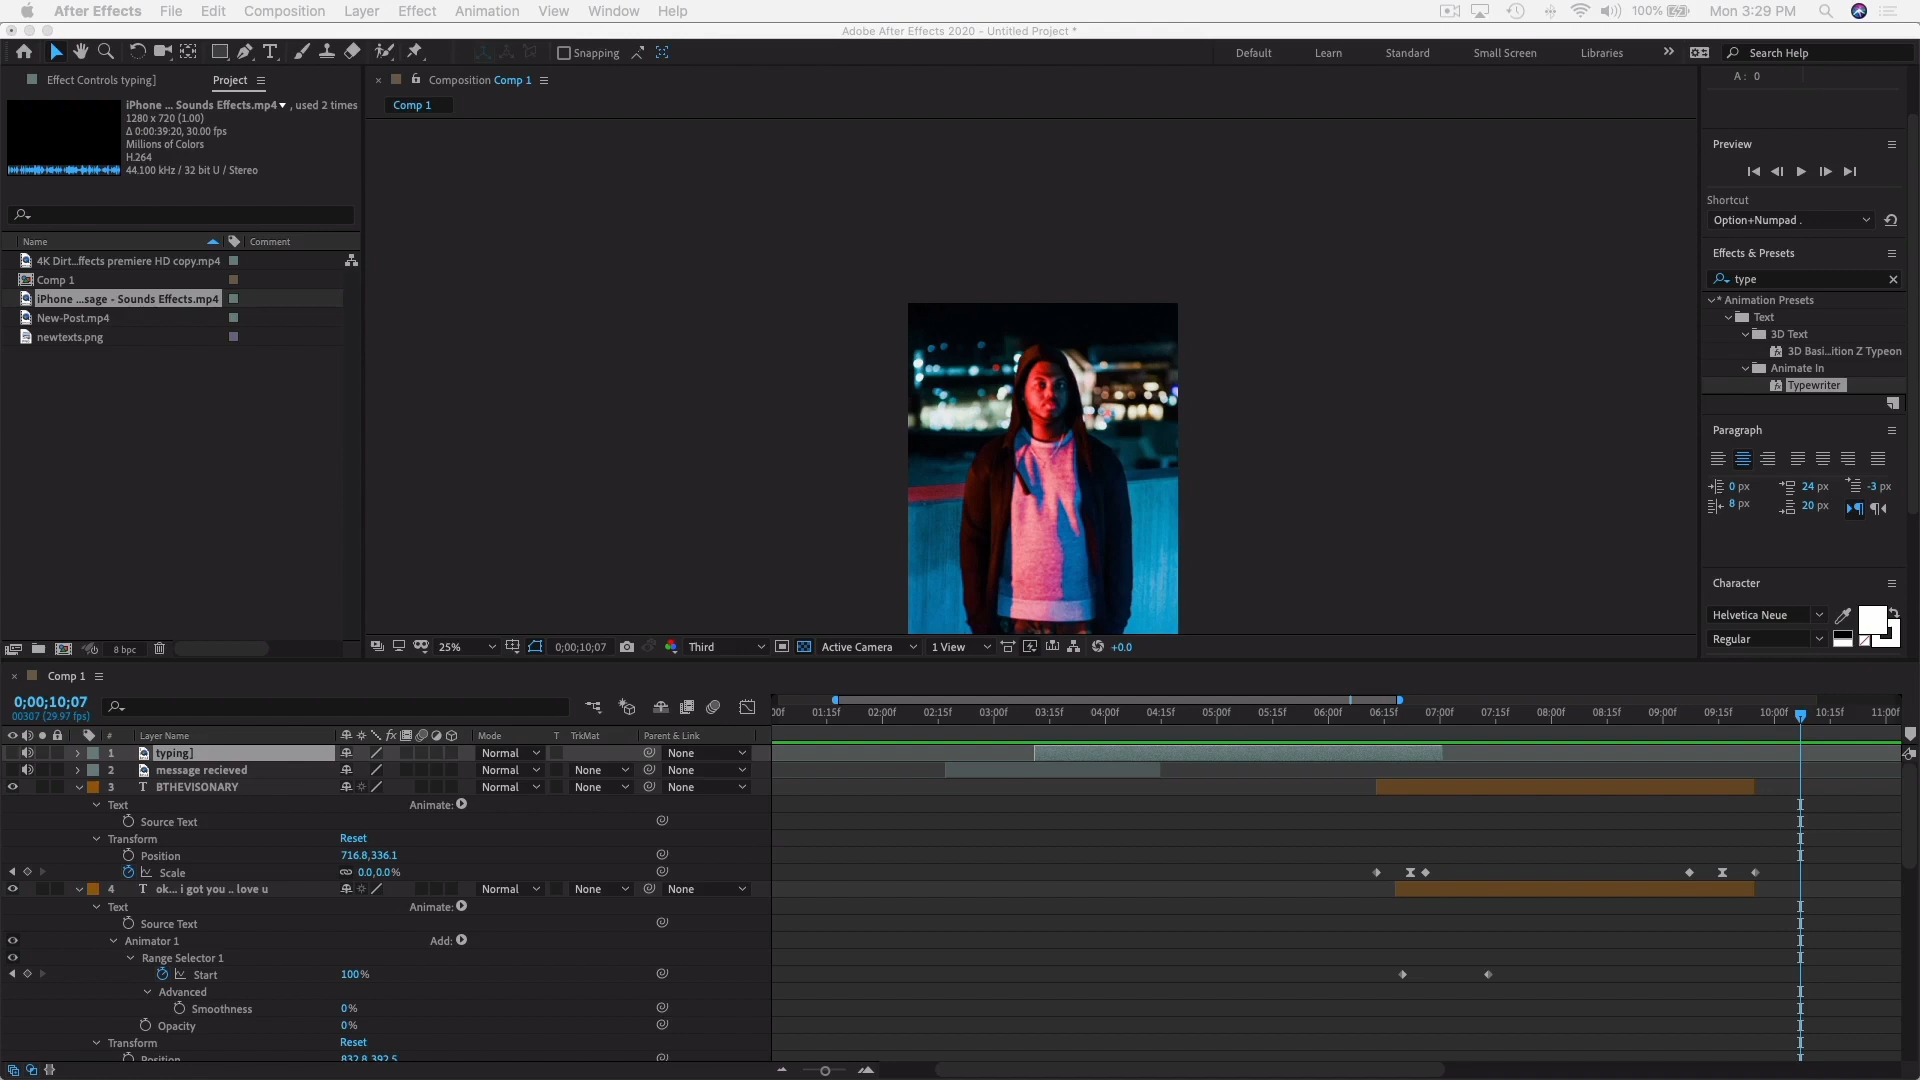 After Effects File Edit Composition Layer Effect Animation View Window Help 100% Mon 3:29 PM
Adobe After Effects 2020 - Untitled Project *
Snapping Default Learn Standard Small Screen Libraries Search Help
Effect Controls typing] Project Composition Comp 1 A : 0
iPhone ... Sounds Effects.mp4 , used 2 times
1280 x 720 (1.00)
Δ 0:00:39:20, 30.00 fps
Millions of Colors
H.264
44.100 kHz / 32 bit U / Stereo
Comp 1
Name Comment
4K Dirt...ffects premiere HD copy.mp4
Comp 1
iPhone ...sage - Sounds Effects.mp4
New-Post.mp4
newtexts.png
8 bpc
Preview
Shortcut
Option+Numpad .
Effects & Presets
type
* Animation Presets
Text
3D Text
3D Basi...ition Z Typeon
Animate In
Typewriter
Paragraph
0 px 24 px -3 px
8 px 20 px
Character
Helvetica Neue
Regular
25% 0;00;10;07 Third Active Camera 1 View +0.0
Comp 1
0;00;10;07
00307 (29.97 fps)
00f 01:15f 02:00f 02:15f 03:00f 03:15f 04:00f 04:15f 05:00f 05:15f 06:00f 06:15f 07:00f 07:15f 08:00f 08:15f 09:00f 09:15f 10:00f 10:15f 11:00f
# Layer Name Mode T TrkMat Parent & Link
1 typing] Normal None
2 message recieved Normal None None
3 T BTHEVISONARY Normal None None
Text Animate:
Source Text
Transform Reset
Position 716.8,336.1
Scale 0.0,0.0%
4 T ok... i got you .. love u Normal None None
Text Animate:
Source Text
Animator 1 Add:
Range Selector 1
Start 100%
Advanced
Smoothness 0%
Opacity 0%
Transform Reset
Position 832.8,392.5